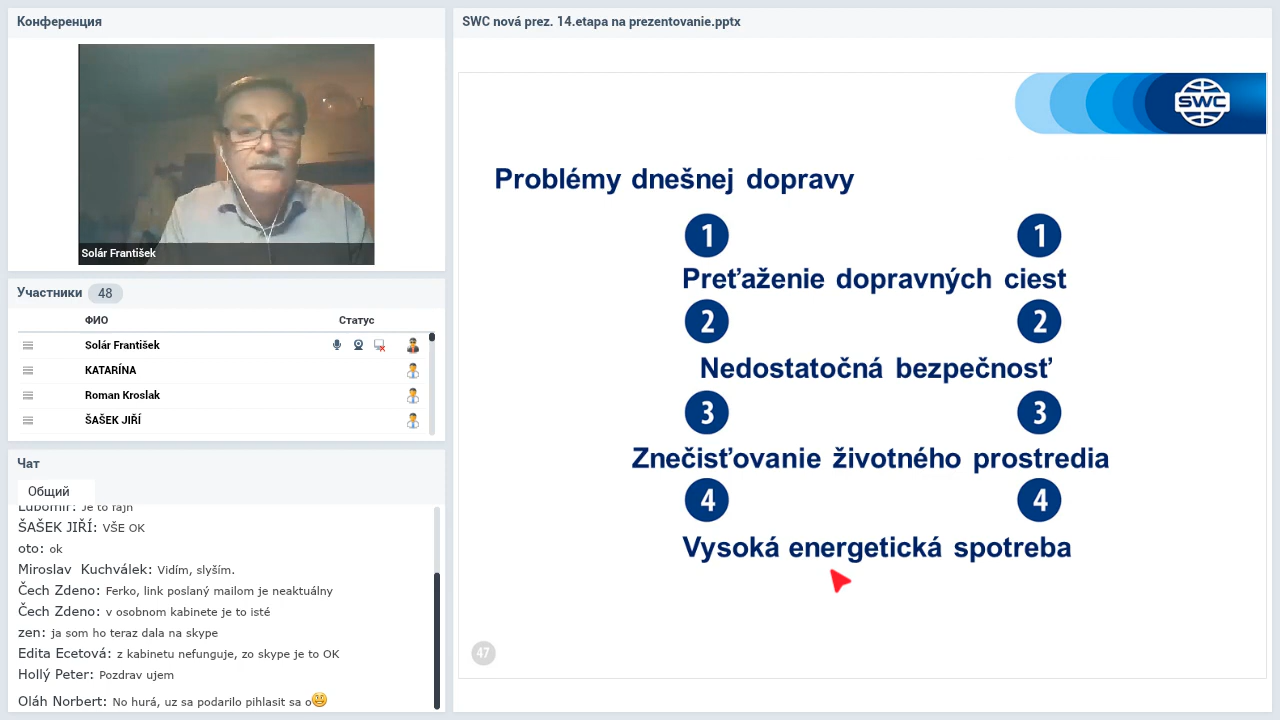 Конференция
Solár František
Участники 48
ФИО Статус
Solár František
KATARÍNA
Roman Kroslak
ŠAŠEK JIŘÍ
Чат
Общий
Ľubomír: Je to fajn
ŠAŠEK JIŘÍ: VŠE OK
oto: ok
Miroslav Kuchválek: Vidím, slyším.
Čech Zdeno: Ferko, link poslaný mailom je neaktuálny
Čech Zdeno: v osobnom kabinete je to isté
zen: ja som ho teraz dala na skype
Edita Ecetová: z kabinetu nefunguje, zo skype je to OK
Hollý Peter: Pozdrav ujem
Oláh Norbert: No hurá, uz sa podarilo pihlasit sa o
SWC nová prez. 14.etapa na prezentovanie.pptx
SWC
Problémy dnešnej dopravy
1 1
Preťaženie dopravných ciest
2 2
Nedostatočná bezpečnosť
3 3
Znečisťovanie životného prostredia
4 4
Vysoká energetická spotreba
47